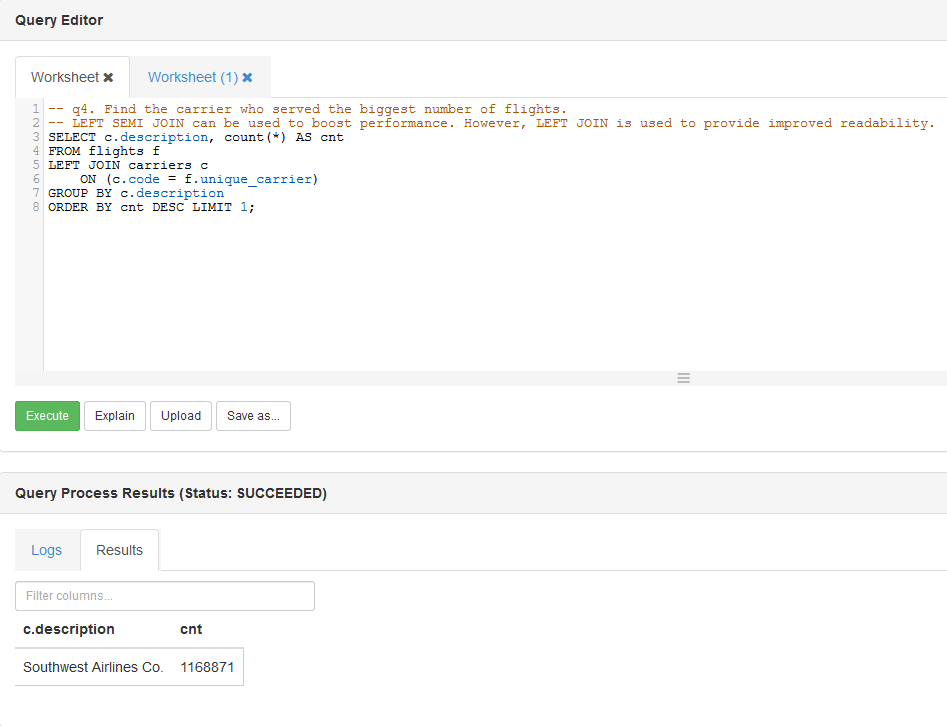 Query Editor
Worksheet ✖ Worksheet (1) ✖
1 -- q4. Find the carrier who served the biggest number of flights.
2 -- LEFT SEMI JOIN can be used to boost performance. However, LEFT JOIN is used to provide improved readability.
3 SELECT c.description, count(*) AS cnt
4 FROM flights f
5 LEFT JOIN carriers c
6     ON (c.code = f.unique_carrier)
7 GROUP BY c.description
8 ORDER BY cnt DESC LIMIT 1;
Execute Explain Upload Save as...
Query Process Results (Status: SUCCEEDED)
Logs Results
Filter columns...
c.description cnt
Southwest Airlines Co. 1168871